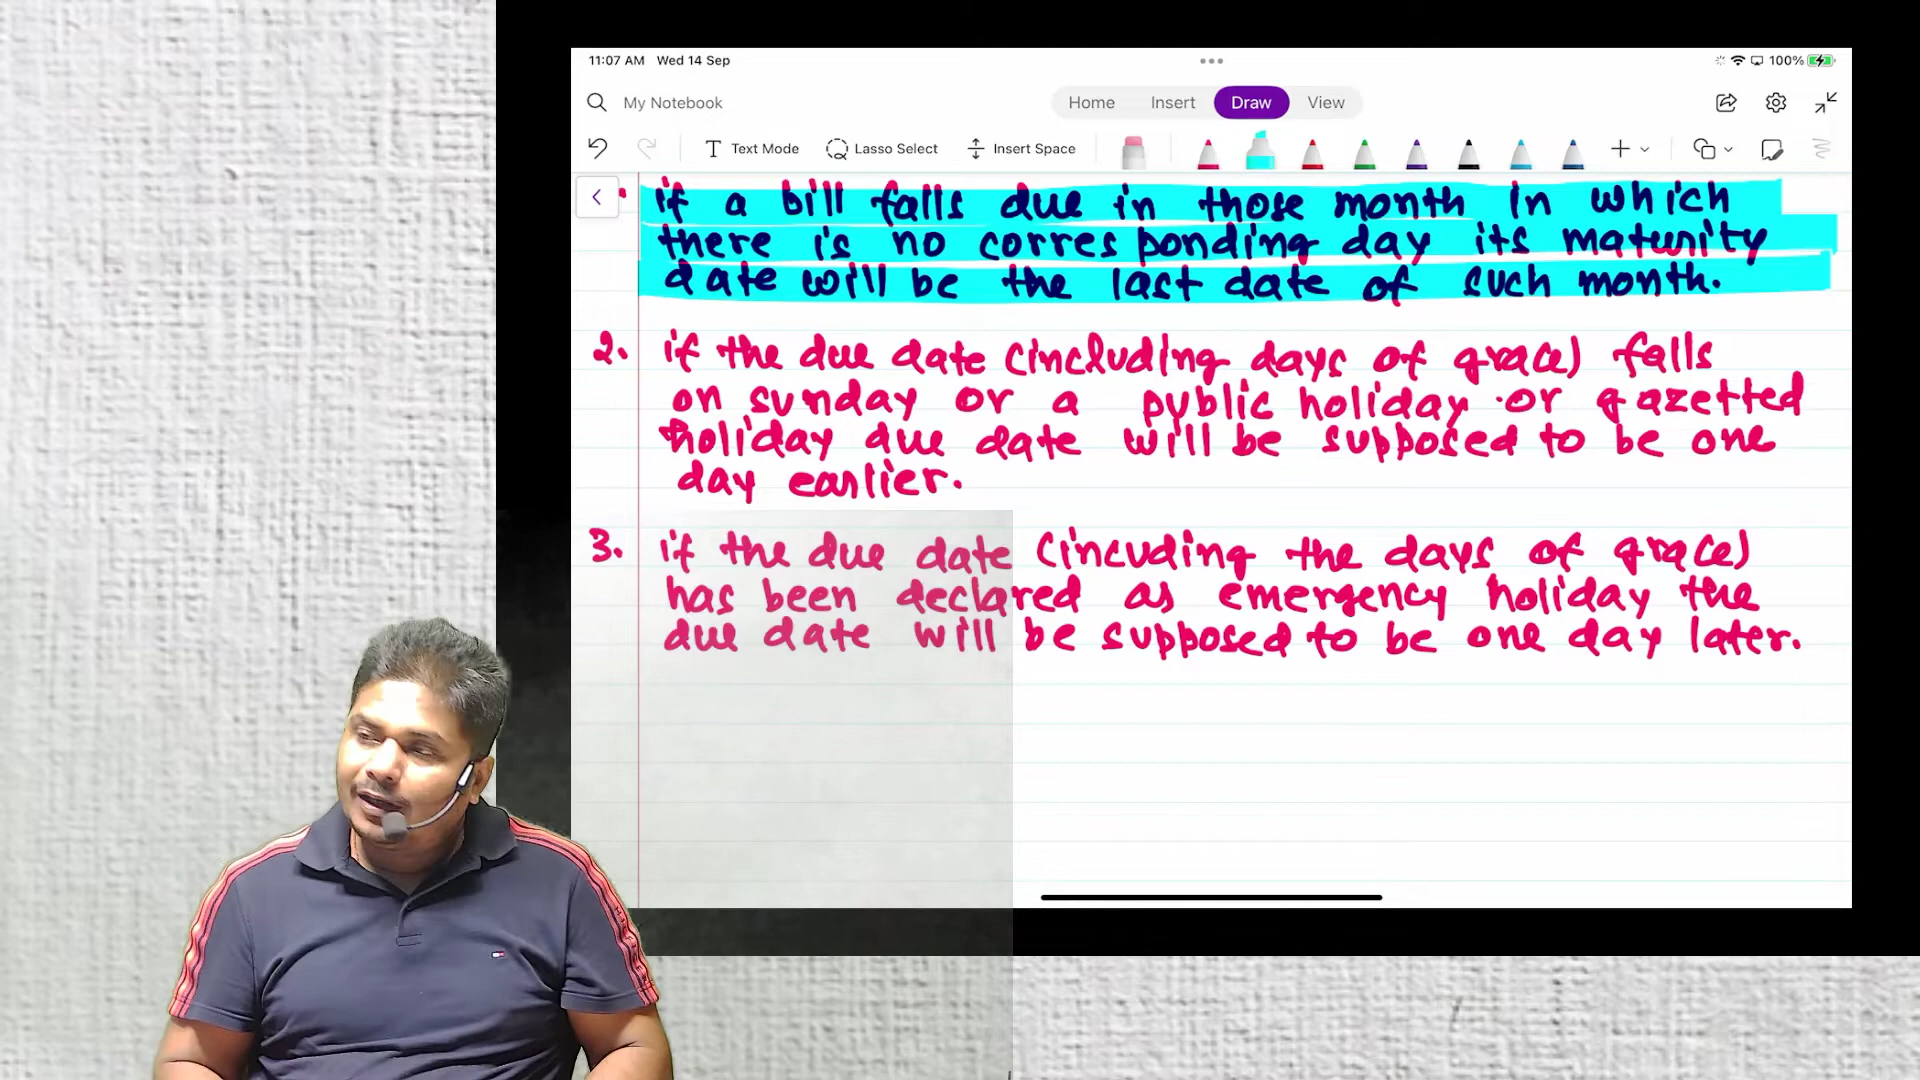 11:07 AM Wed 14 Sep
100%
My Notebook
Home Insert Draw View
Text Mode Lasso Select Insert Space
if a bill falls due in those month in which
there is no corresponding day its maturity
date will be the last date of such month.
2. if the due date (including days of grace) falls
on sunday or a public holiday or gazetted
holiday due date will be supposed to be one
day earlier.
3. if the due date (incuding the days of grace)
has been declared as emergency holiday the
due date will be supposed to be one day later.